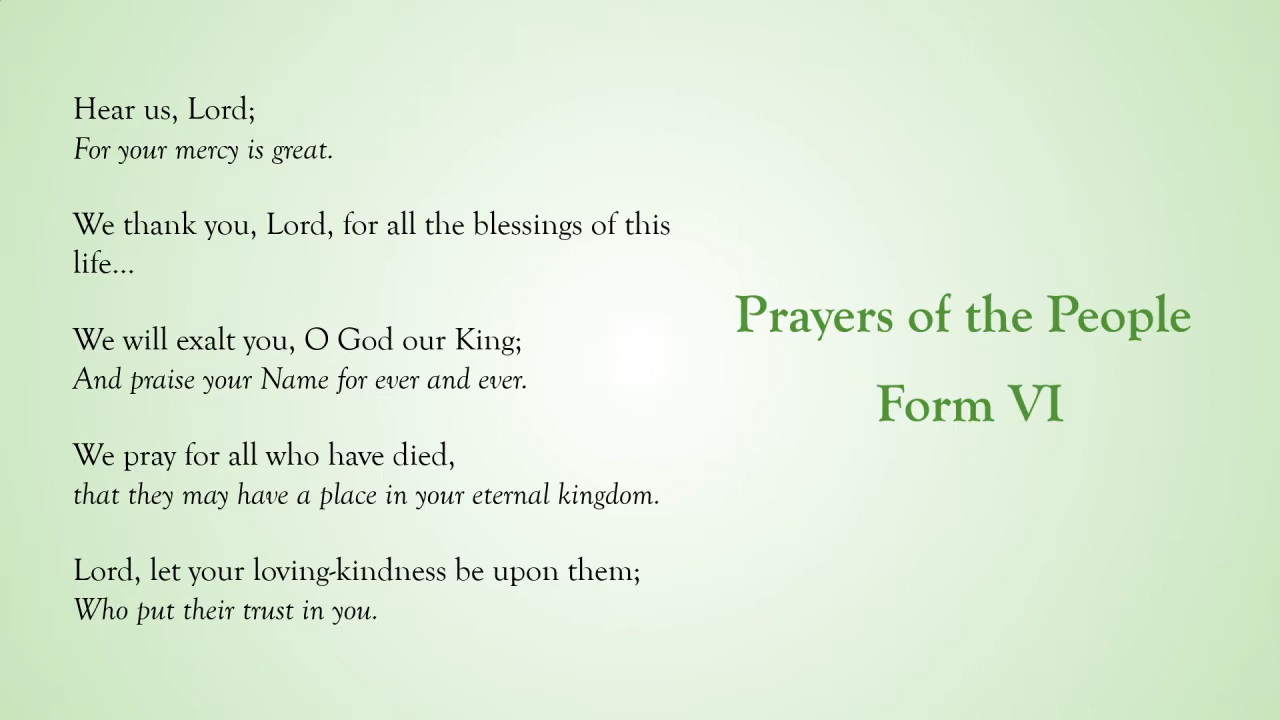 Hear us, Lord;
For your mercy is great.
We thank you, Lord, for all the blessings of this
life...
We will exalt you, O God our King;
And praise your Name for ever and ever.
We pray for all who have died,
that they may have a place in your eternal kingdom.
Lord, let your loving-kindness be upon them;
Who put their trust in you.
Prayers of the People
Form VI